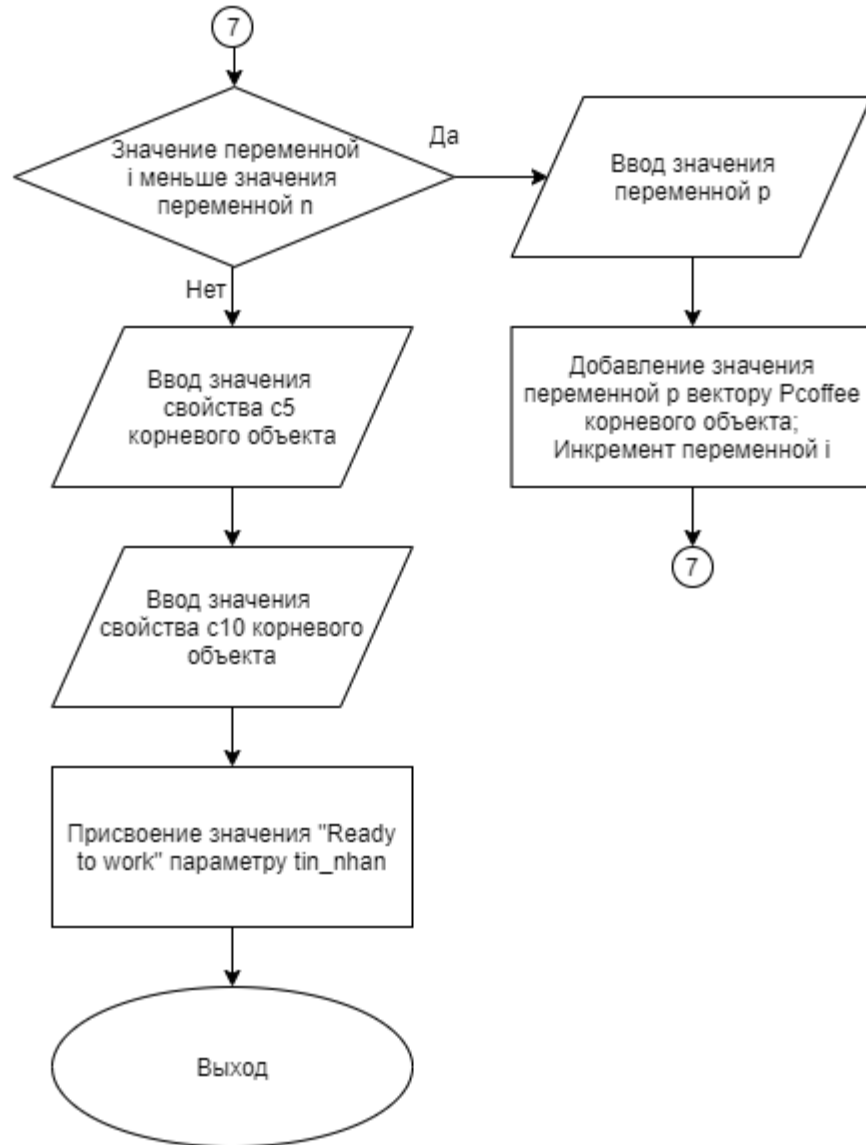 7
Значение переменной
i меньше значения
переменной n
Да
Ввод значения
переменной p
Добавление значения
переменной p вектору Pcoffee
корневого объекта;
Инкремент переменной i
7
Нет
Ввод значения
свойства c5
корневого объекта
Ввод значения
свойства c10 корневого
объекта
Присвоение значения "Ready
to work" параметру tin_nhan
Выход